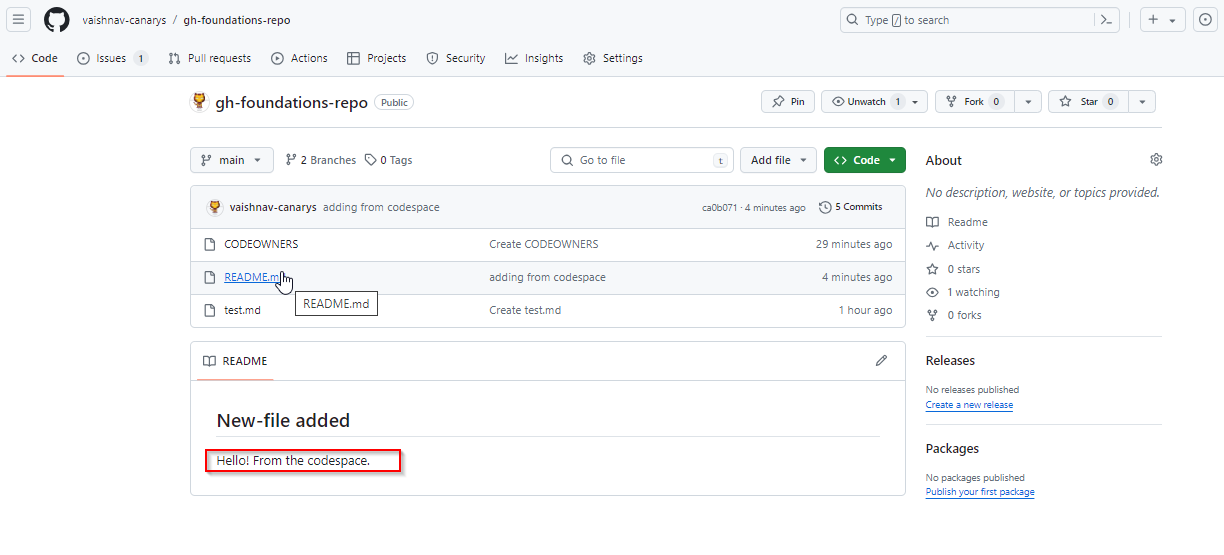 vaishnav-canarys / gh-foundations-repo
Type / to search
Code Issues 1 Pull requests Actions Projects Security Insights Settings
gh-foundations-repo Public
Pin Unwatch 1 Fork 0 Star 0
main 2 Branches 0 Tags
Go to file t Add file Code
vaishnav-canarys adding from codespace ca0b071 · 4 minutes ago 5 Commits
CODEOWNERS Create CODEOWNERS 29 minutes ago
README.md adding from codespace 4 minutes ago
README.md
test.md Create test.md 1 hour ago
README
New-file added
Hello! From the codespace.
About
No description, website, or topics provided.
Readme
Activity
0 stars
1 watching
0 forks
Releases
No releases published
Create a new release
Packages
No packages published
Publish your first package